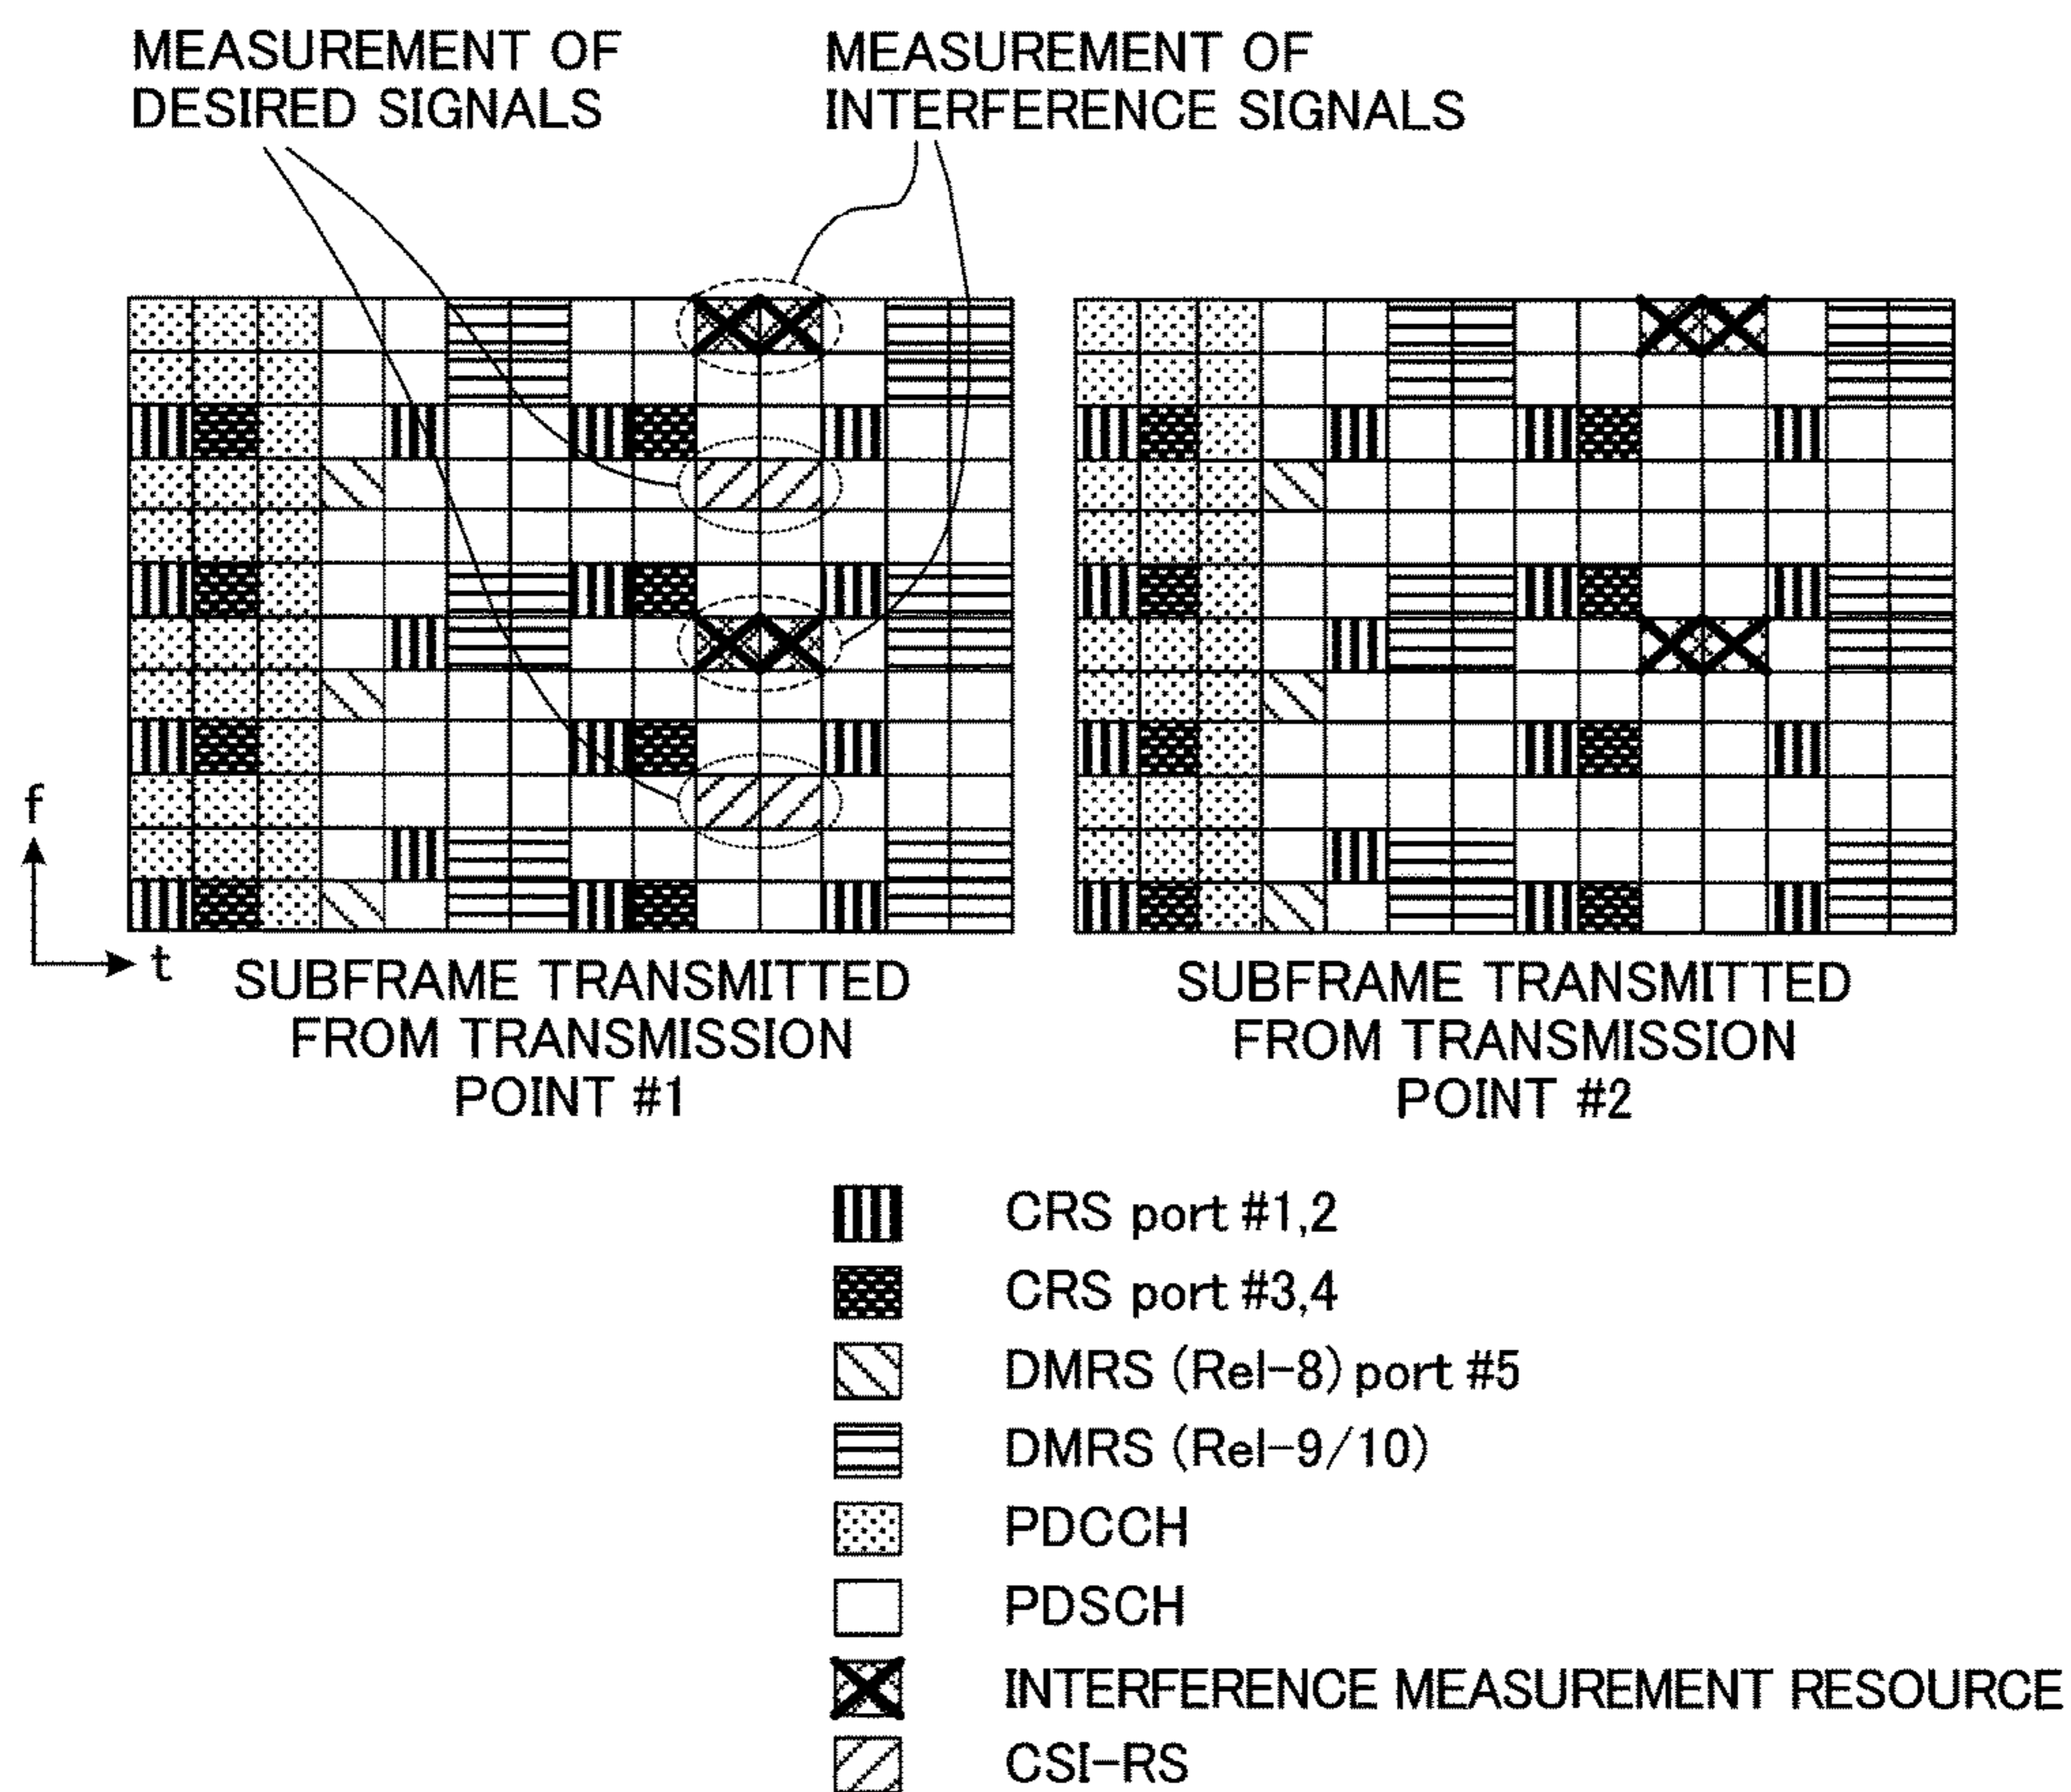 MEASUREMENT OF
DESIRED SIGNALS
MEASUREMENT OF
INTERFERENCE SIGNALS
f
t
SUBFRAME TRANSMITTED
FROM TRANSMISSION
POINT #1
SUBFRAME TRANSMITTED
FROM TRANSMISSION
POINT #2
CRS port #1,2
CRS port #3,4
DMRS (Rel-8) port #5
DMRS (Rel-9/10)
PDCCH
PDSCH
INTERFERENCE MEASUREMENT RESOURCE
CSI-RS